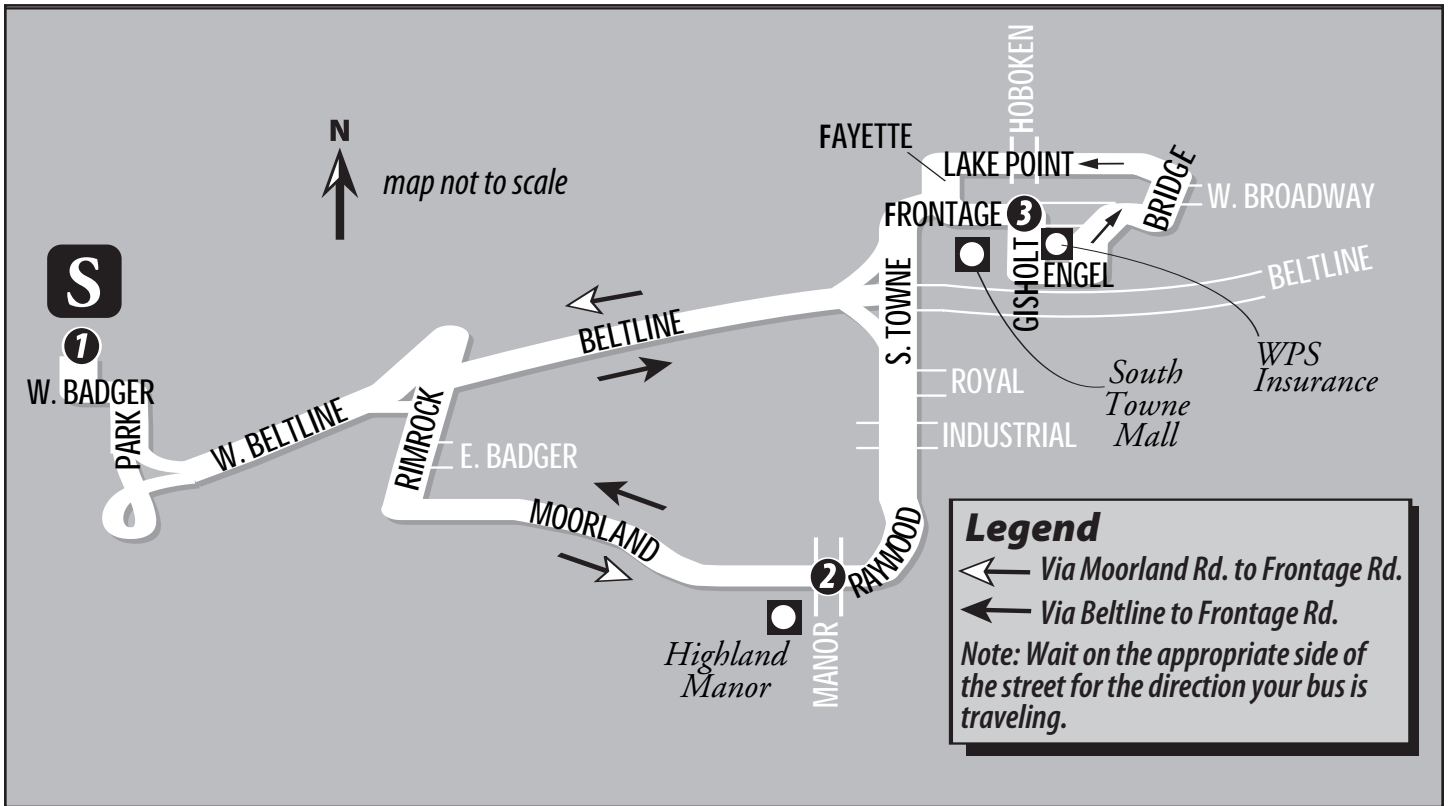 HOBOKEN
N
FAYETTE
LAKE POINT
BRIDGE
map not to scale
W. BROADWAY
FRONTAGE
3
S
GISHOLT
ENGEL
BELTLINE
S. TOWNE
BELTLINE
1
W. BADGER
WPS
Insurance
South
Towne
Mall
ROYAL
PARK
W. BELTLINE
RIMROCK
E. BADGER
INDUSTRIAL
MOORLAND
RAYWOOD
2
Highland
Manor
MANOR
Legend
Via Moorland Rd. to Frontage Rd.
Via Beltline to Frontage Rd.
Note: Wait on the appropriate side of
the street for the direction your bus is
traveling.